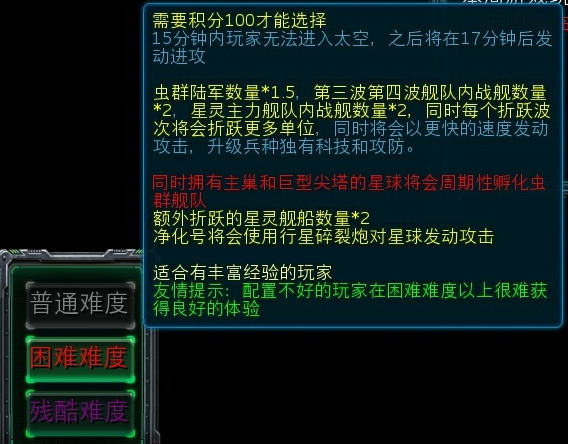 需要积分100才能选择
15分钟内玩家无法进入太空，之后将在17分钟后发
动进攻
虫群陆军数量*1.5，第三波第四波舰队内战舰数量
*2，星灵主力舰队内战舰数量*2，同时每个折跃波
次将会折跃更多单位，同时将会以更快的速度发动
攻击，升级兵种独有科技和攻防。
同时拥有主巢和巨型尖塔的星球将会周期性孵化虫
群舰队
额外折跃的星灵舰船数量*2
净化号将会使用行星碎裂炮对星球发动攻击
适合有丰富经验的玩家
友情提示：配置不好的玩家在困难难度以上很难获
得良好的体验
普通难度
困难难度
残酷难度